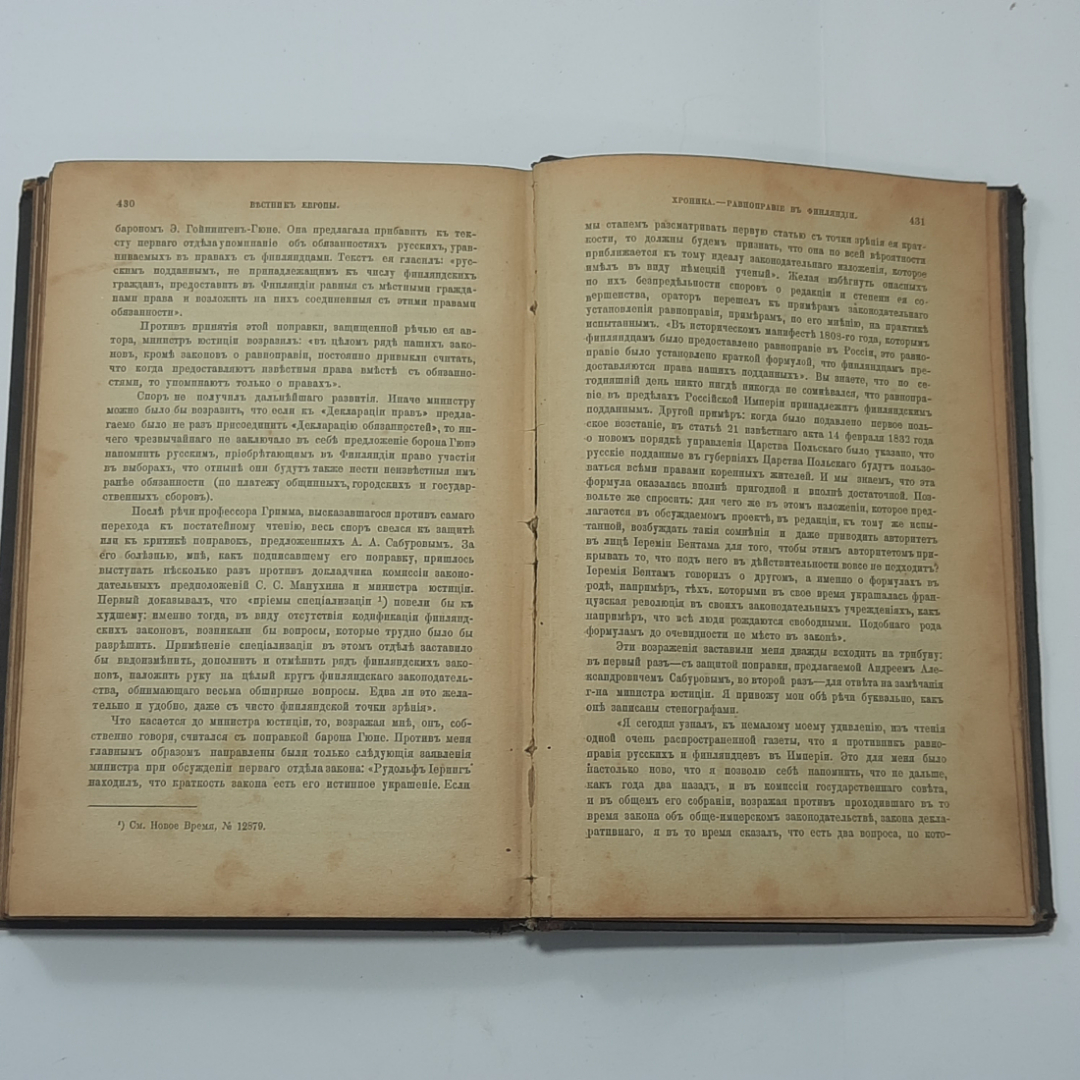 430
ВѢСТНИКЪ ЕВРОПЫ.
барономъ Э. Гойнингенъ-Гюне. Она предлагала прибавить къ тек-
сту перваго отдѣла упоминаніе объ обязанностяхъ русскихъ, урав-
ниваемыхъ въ правахъ съ финляндцами. Текстъ ея гласилъ: «рус-
скимъ подданнымъ, не принадлежащимъ къ числу финляндскихъ
гражданъ, предоставить въ Финляндіи равныя съ мѣстными гражда-
нами права и возложить на нихъ соединенныя съ этими правами
обязанности».
Противъ принятія этой поправки, защищенной рѣчью ея ав-
тора, министръ юстиціи возразилъ: «въ цѣломъ рядѣ нашихъ зако-
новъ, кромѣ законовъ о равноправіи, постоянно привыкли считать,
что когда предоставляютъ извѣстныя права вмѣстѣ съ обязанно-
стями, то упоминаютъ только о правахъ».
Споръ не получилъ дальнѣйшаго развитія. Иначе министру
можно было бы возразить, что если къ «Декларацiи правъ» предла-
гаемо было не разъ присоединить «Декларацію обязанностей», то ни-
чего чрезвычайнаго не заключало въ себѣ предложеніе борона Гюнэ
напомнить русскимъ, пріобрѣтающимъ въ Финляндіи право участія
въ выборахъ, что отнынѣ они будутъ также нести неизвѣстныя имъ
ранѣе обязанности (по платежу общинныхъ, городскихъ и государ-
ственныхъ сборовъ).
Послѣ рѣчи профессора Гримма, высказавшагося противъ самаго
перехода къ постатейному чтенію, весь споръ свелся къ защитѣ
или къ критикѣ поправокъ, предложенныхъ А. А. Сабуровымъ. За
его болѣзнью, мнѣ, какъ подписавшему его поправку, пришлось
выступать нѣсколько разъ противъ докладчика комиссіи законо-
дательныхъ предположеній С. С. Манухина и министра юстиціи.
Первый доказывалъ, что «пріемы спеціализаціи ¹) повели бы къ
худшему: именно тогда, въ виду отсутствія кодификаціи финлянд-
скихъ законовъ, возникали бы вопросы, которые трудно было бы
разрѣшить. Примѣненіе спеціализаціи въ этомъ отдѣлѣ заставило
бы видоизмѣнить, дополнить и отмѣнить рядъ финляндскихъ зако-
новъ, наложить руку на цѣлый кругъ финляндскаго законодатель-
ства, обнимающаго весьма обширные вопросы. Едва ли это жела-
тельно и удобно, даже съ чисто финляндской точки зрѣнія».
Что касается до министра юстиціи, то, возражая мнѣ, онъ, соб-
ственно говоря, считался съ поправкой барона Гюне. Противъ меня
главнымъ образомъ направлены были только слѣдующія заявленія
министра при обсужденіи перваго отдѣла закона: «Рудольфъ Іерингъ
находилъ, что краткость закона есть его истинное украшеніе. Если
¹) См. Новое Время, № 12879.
ХРОНИКА.—РАВНОПРАВІЕ ВЪ ФИНЛЯНДІИ.
431
мы станемъ разсматривать первую статью съ точки зрѣнія ея крат-
кости, то должны будемъ признать, что она по всей вѣроятности
приближается къ тому идеалу законодательнаго изложенія, которое
имѣлъ въ виду нѣмецкій ученый». Желая избѣгнуть опасныхъ
по ихъ безпредѣльности споровъ о редакціи и степени ея со-
вершенства, ораторъ перешелъ къ примѣрамъ законодательнаго
установленія равноправія, примѣрамъ, по его мнѣнію, на практикѣ
испытаннымъ. «Въ историческомъ манифестѣ 1808-го года, которымъ
финляндцамъ было предоставлено равноправіе въ Россіи, это равно-
правіе было установлено краткой формулой, что финляндцамъ пре-
доставляются права нашихъ подданныхъ». Вы знаете, что по се-
годняшній день никто нигдѣ никогда не сомнѣвался, что равнопра-
віе въ предѣлахъ Россійской Имперіи принадлежитъ финляндскимъ
подданнымъ. Другой примѣръ: когда было подавлено первое поль-
ское возстаніе, въ статьѣ 21 извѣстнаго акта 14 февраля 1832 года
о новомъ порядкѣ управленія Царства Польскаго было указано, что
русскіе подданные въ губерніяхъ Царства Польскаго будутъ пользо-
ваться всѣми правами коренныхъ жителей. И мы знаемъ, что эта
формула оказалась вполнѣ пригодной и вполнѣ достаточной. Поз-
вольте же спросить: для чего же въ этомъ изложеніи, которое пред-
лагается въ обсуждаемомъ проектѣ, въ редакціи, къ тому же испы-
танной, возбуждать такія сомнѣнія и даже приводить авторитетъ
въ лицѣ Іереміи Бентама для того, чтобы этимъ авторитетомъ при-
крывать то, что подъ него въ дѣйствительности вовсе не подходитъ?
Іеремія Бентамъ говорилъ о другомъ, а именно о формулахъ въ
родѣ, напримѣръ, тѣхъ, которыми въ свое время украшалась фран-
цузская революція въ своихъ законодательныхъ учрежденіяхъ, какъ
напримѣръ, что всѣ люди рождаются свободными. Подобнаго рода
формуламъ до очевидности не мѣсто въ законѣ».
Эти возраженія заставили меня дважды всходить на трибуну:
въ первый разъ—съ защитой поправки, предлагаемой Андреемъ Але-
ксандровичемъ Сабуровымъ, во второй разъ—для отвѣта на замѣчанія
г-на министра юстиціи. Я привожу мои обѣ рѣчи буквально, какъ
онѣ записаны стенографами.
«Я сегодня узналъ, къ немалому моему удивленію, изъ чтенія
одной очень распространенной газеты, что я противникъ равно-
правія русскихъ и финляндцевъ въ Имперіи. Это для меня было
настолько ново, что я позволю себѣ напомнить, что не дальше,
какъ года два назадъ, и въ комиссіи государственнаго совѣта,
и въ общемъ его собраніи, возражая противъ проходившаго въ то
время закона объ обще-имперскомъ законодательствѣ, закона декла-
ративнаго, я въ то время сказалъ, что есть два вопроса, по кото-